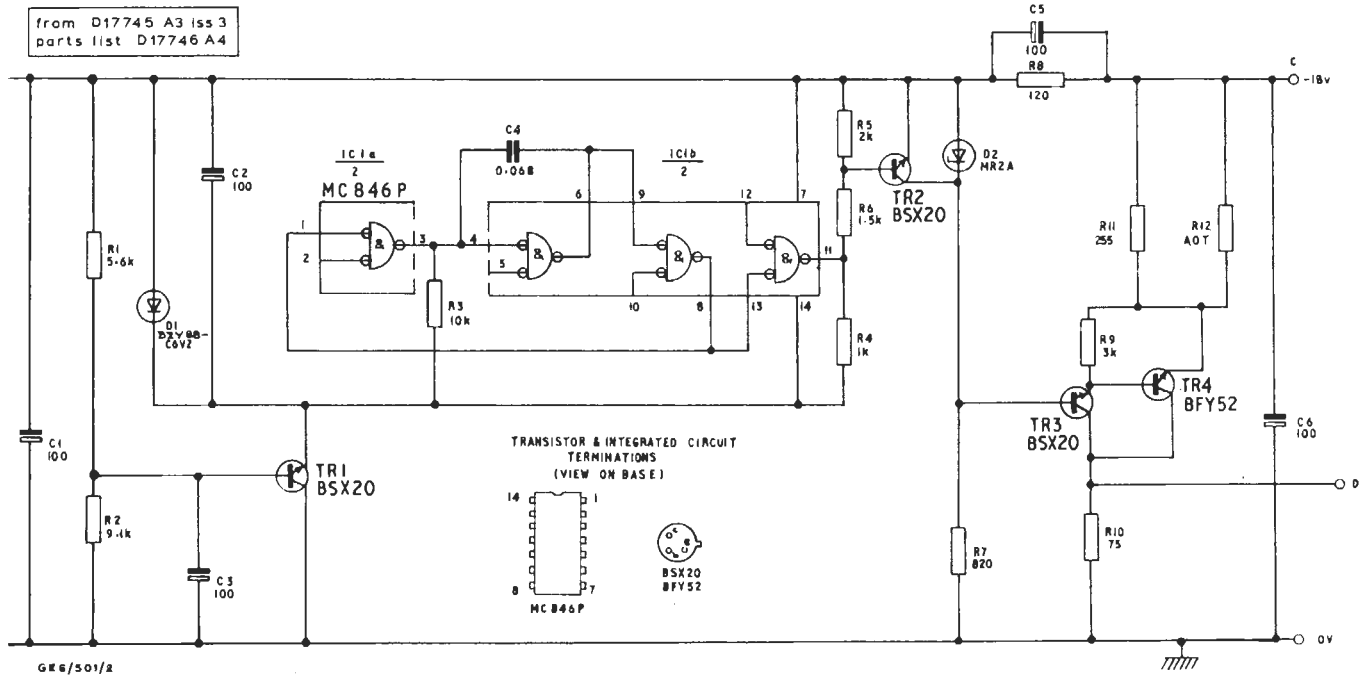 from D17745 A3 iss 3
parts list D17746 A4
C5
100
R8
120
C
-18v
C2
100
IC1a
2
MC846P
C4
0.068
IC1b
2
R5
2k
D2
MR2A
TR2
BSX20
R6
1.5k
R11
255
R12
AOT
6
9
12
7
1
2
3
4
5
&
&
&
&
11
10
8
13
14
R1
5.6k
D1
BZY88-
C6V2
R3
10k
R4
1k
R9
3k
TR4
BFY52
TR3
BSX20
C6
100
C1
100
TR1
BSX20
TRANSISTOR & INTEGRATED CIRCUIT
TERMINATIONS
(VIEW ON BASE)
14
1
8
7
MC846P
BSX20
BFY52
D
R2
9.1k
C3
100
R7
820
R10
75
0V
GE6/501/2